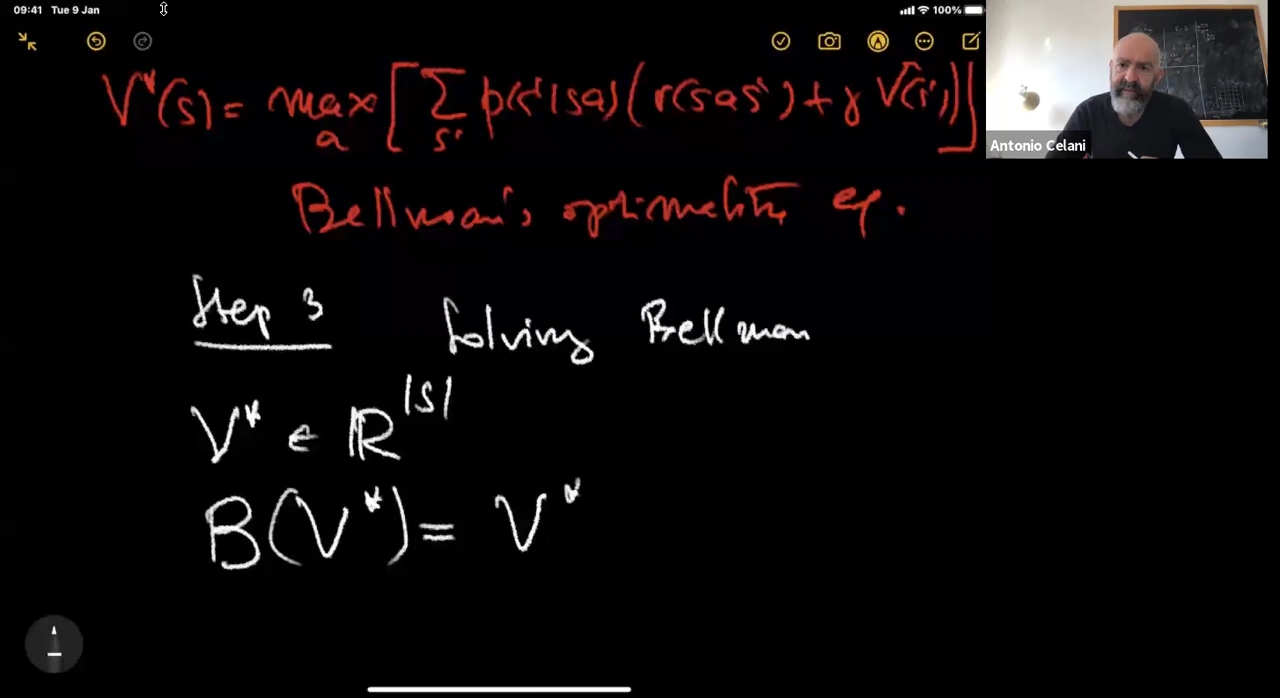 09:41 Tue 9 Jan 100%
V*(s) = max_a [ Σ_s' p(s'|sa) ( r(sas') + γ V*(s') ) ]
Antonio Celani
Bellman's optimality eq.
Step 3 Solving Bellman
V* ∈ ℝ^|S|
B(V*) = V*